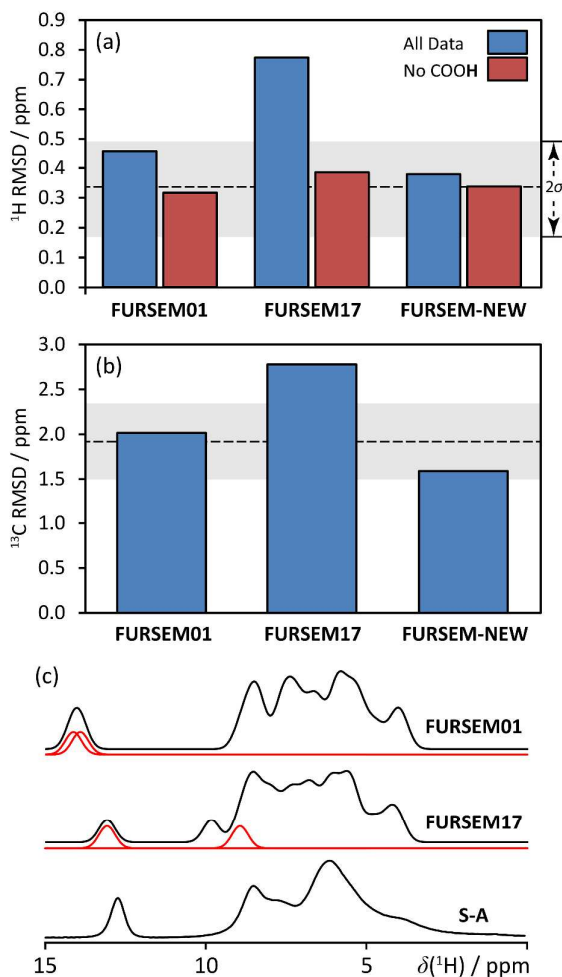 (a)
All Data
No COOH
¹H RMSD / ppm
0.9
0.8
0.7
0.6
0.5
0.4
0.3
0.2
0.1
0.0
2σ
FURSEM01 FURSEM17 FURSEM-NEW
(b)
¹³C RMSD / ppm
3.0
2.5
2.0
1.5
1.0
0.5
0.0
FURSEM01 FURSEM17 FURSEM-NEW
(c)
FURSEM01
FURSEM17
S-A
15 10 5 δ(¹H) / ppm